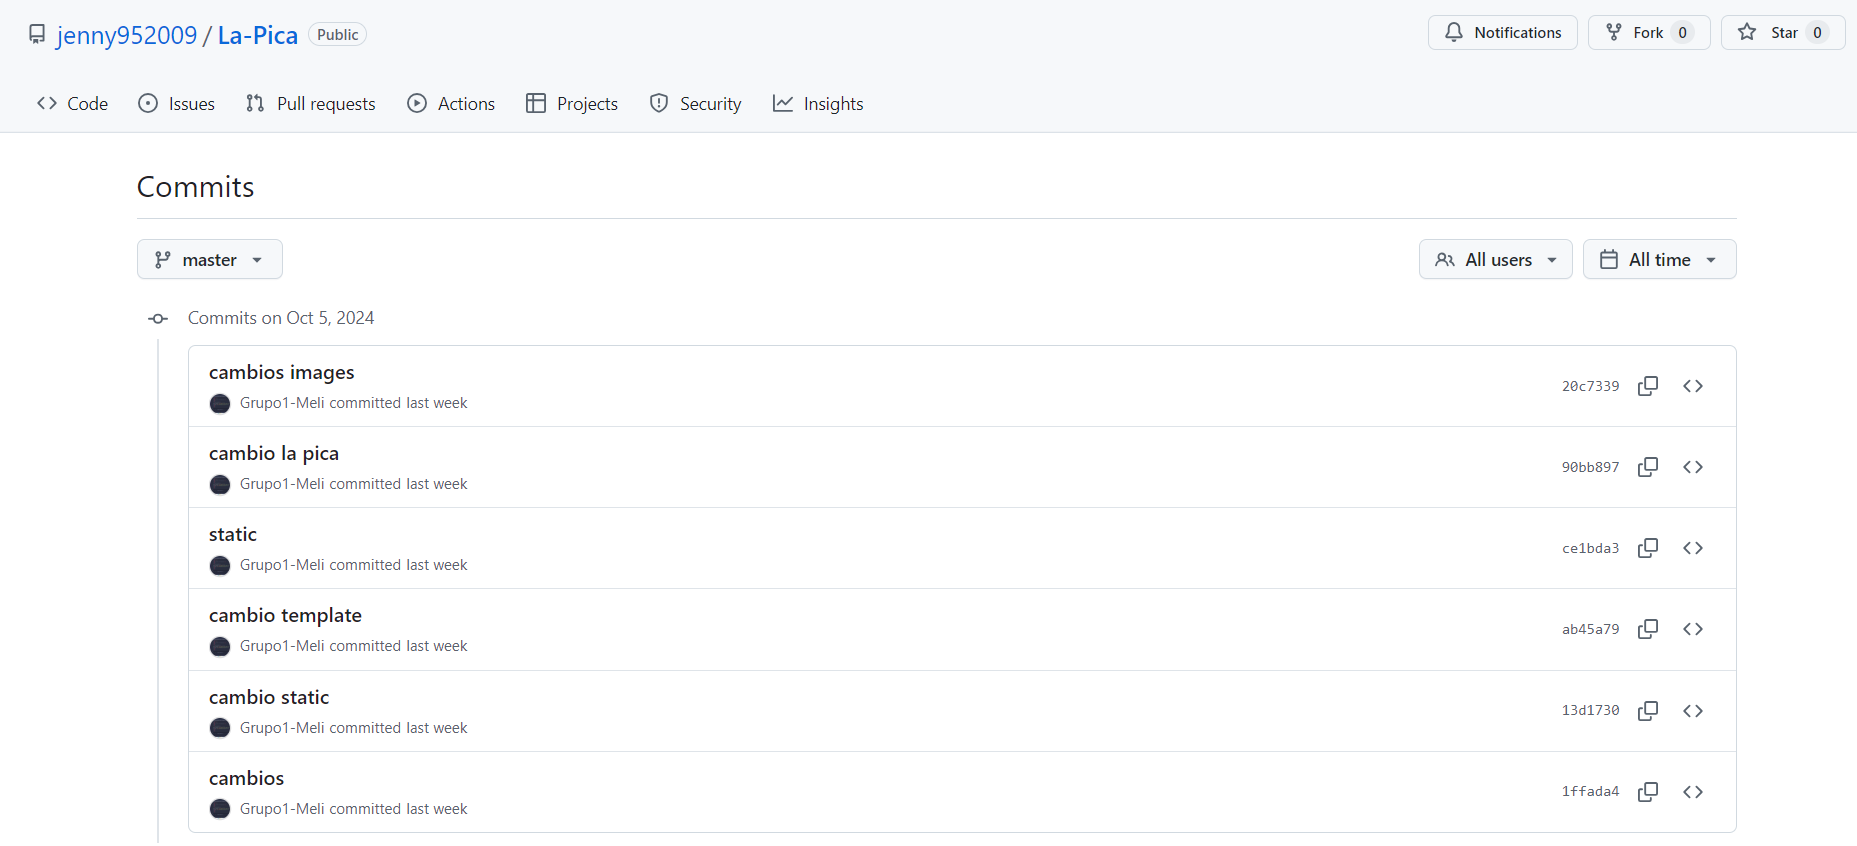 jenny952009 / La-Pica Public
Notifications Fork 0 Star 0
Code Issues Pull requests Actions Projects Security Insights
Commits
master All users All time
Commits on Oct 5, 2024
cambios images
Grupo1-Meli committed last week
20c7339
cambio la pica
Grupo1-Meli committed last week
90bb897
static
Grupo1-Meli committed last week
ce1bda3
cambio template
Grupo1-Meli committed last week
ab45a79
cambio static
Grupo1-Meli committed last week
13d1730
cambios
Grupo1-Meli committed last week
1ffada4